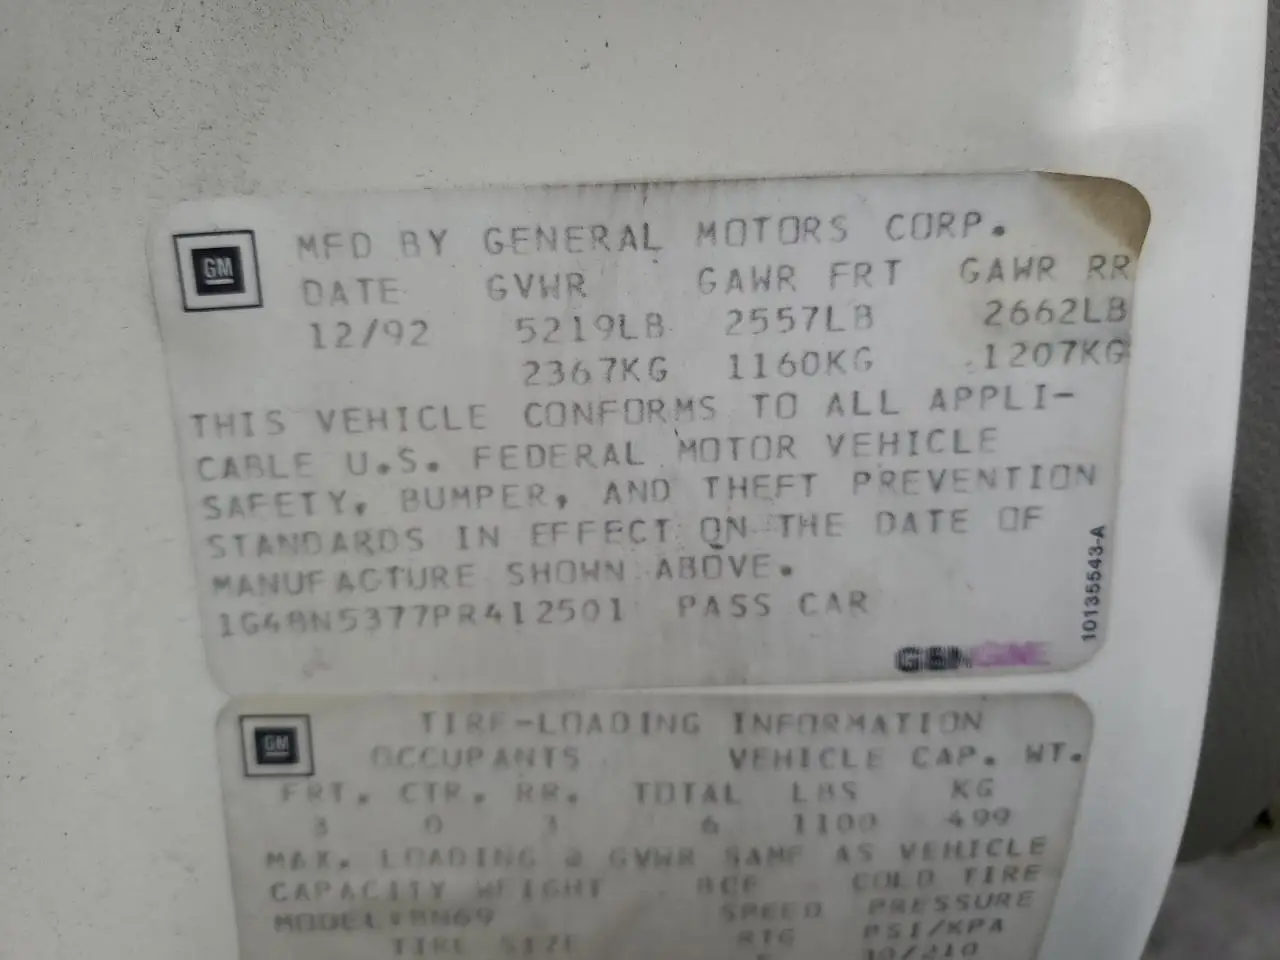 GM
MFD BY GENERAL MOTORS CORP.
DATE GVWR GAWR FRT GAWR RR
12/92 5219LB 2557LB 2662LB
2367KG 1160KG 1207KG
THIS VEHICLE CONFORMS TO ALL APPLI-
CABLE U.S. FEDERAL MOTOR VEHICLE
SAFETY, BUMPER, AND THEFT PREVENTION
STANDARDS IN EFFECT ON THE DATE OF
MANUFACTURE SHOWN ABOVE.
1G4BN5377PR412501 PASS CAR
10135543-A
GM
TIRE-LOADING INFORMATION
OCCUPANTS VEHICLE CAP. WT.
FRT. CTR. RR. TOTAL LBS KG
3 0 3 6 1100 499
MAX. LOADING @ GVWR SAME AS VEHICLE
CAPACITY WEIGHT COLD TIRE
SPEED PRESSURE
TIRE SIZE RTG PSI/KPA